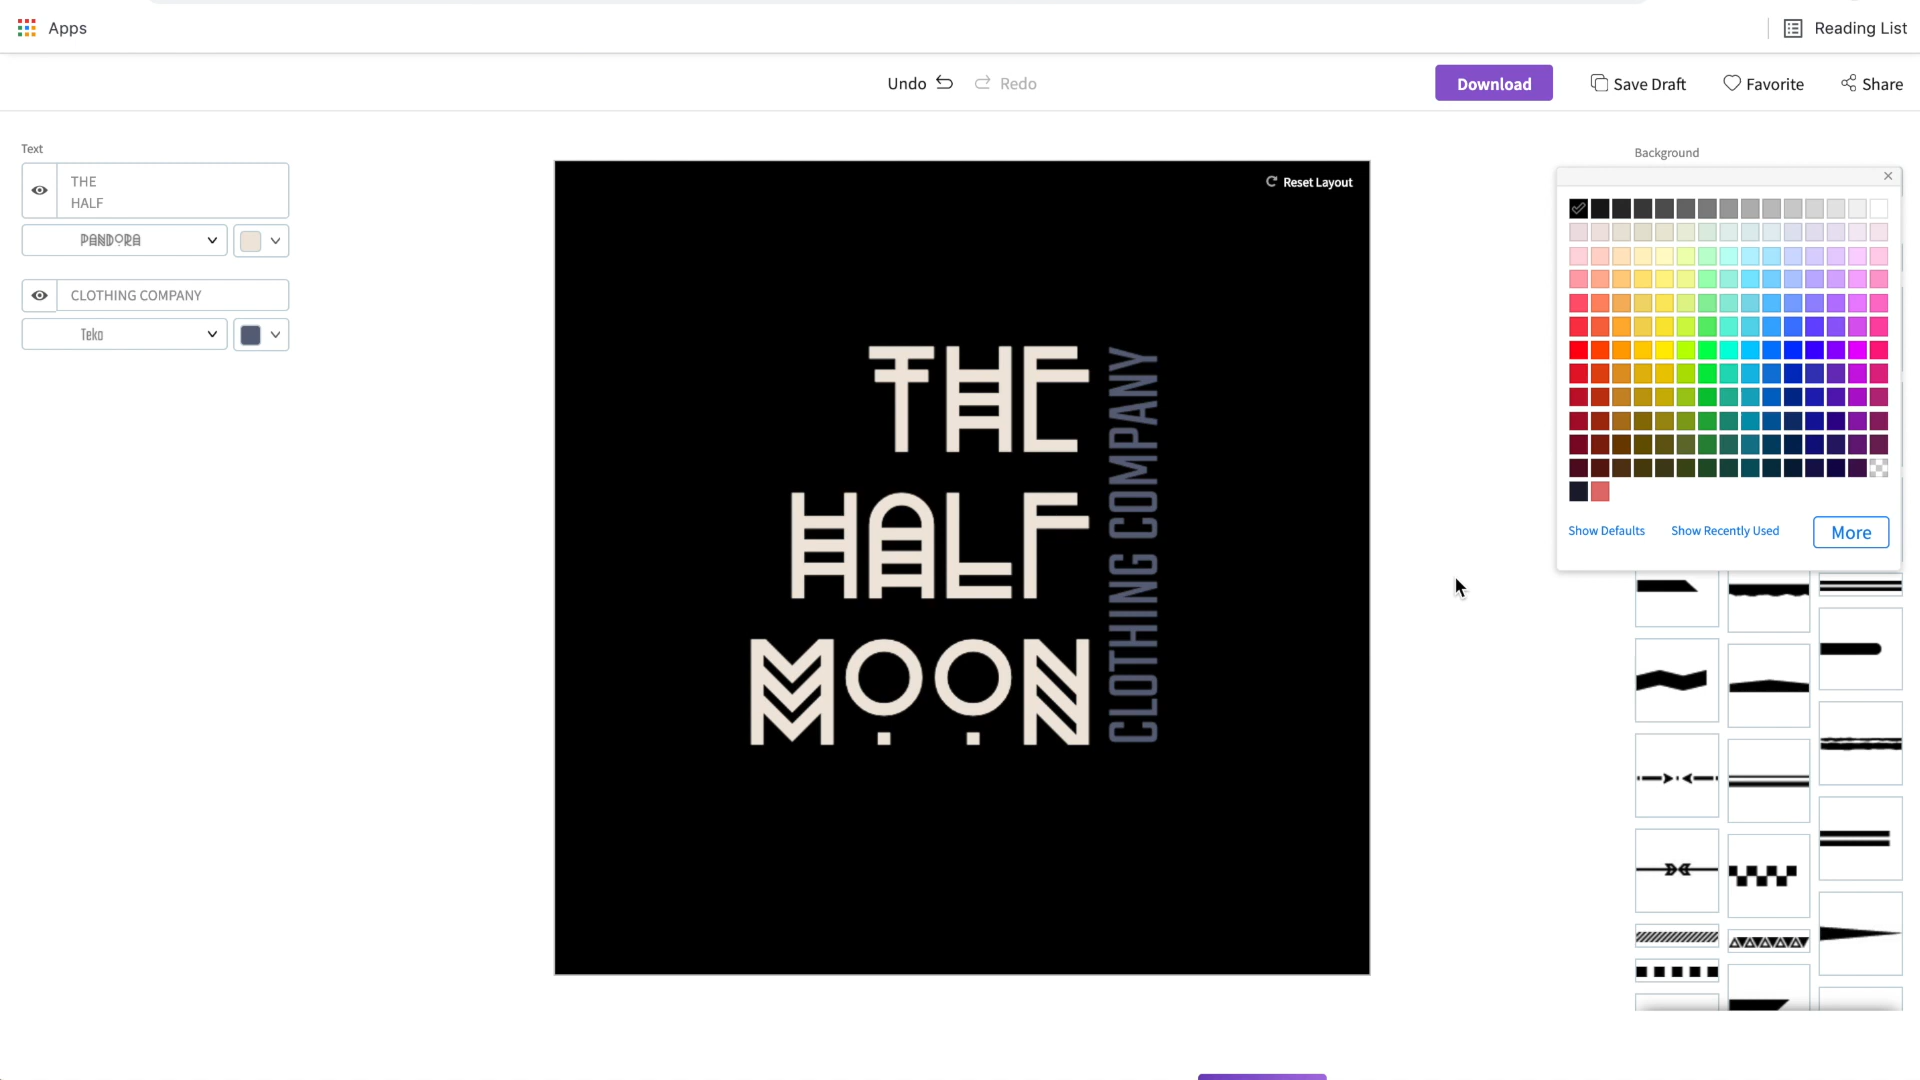 Apps
Reading List
Undo
Redo
Download
Save Draft
Favorite
Share
Text
THE
HALF
PANDORA
CLOTHING COMPANY
Teko
Reset Layout
THE
HALF
MOON
CLOTHING COMPANY
Background
Show Defaults
Show Recently Used
More